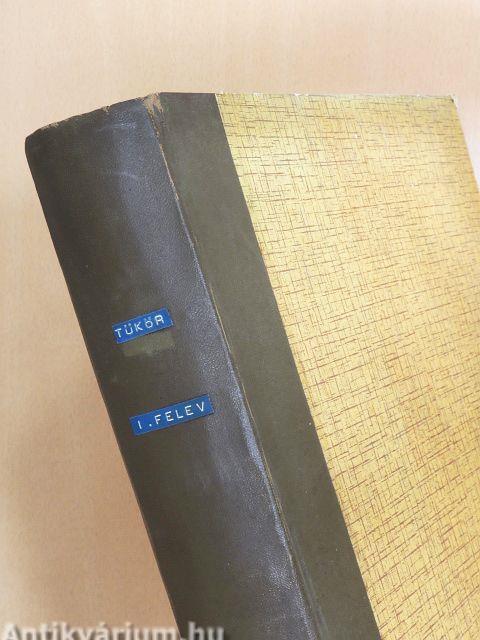 TÜKÖR
I. FELEV
Antikvárium.hu